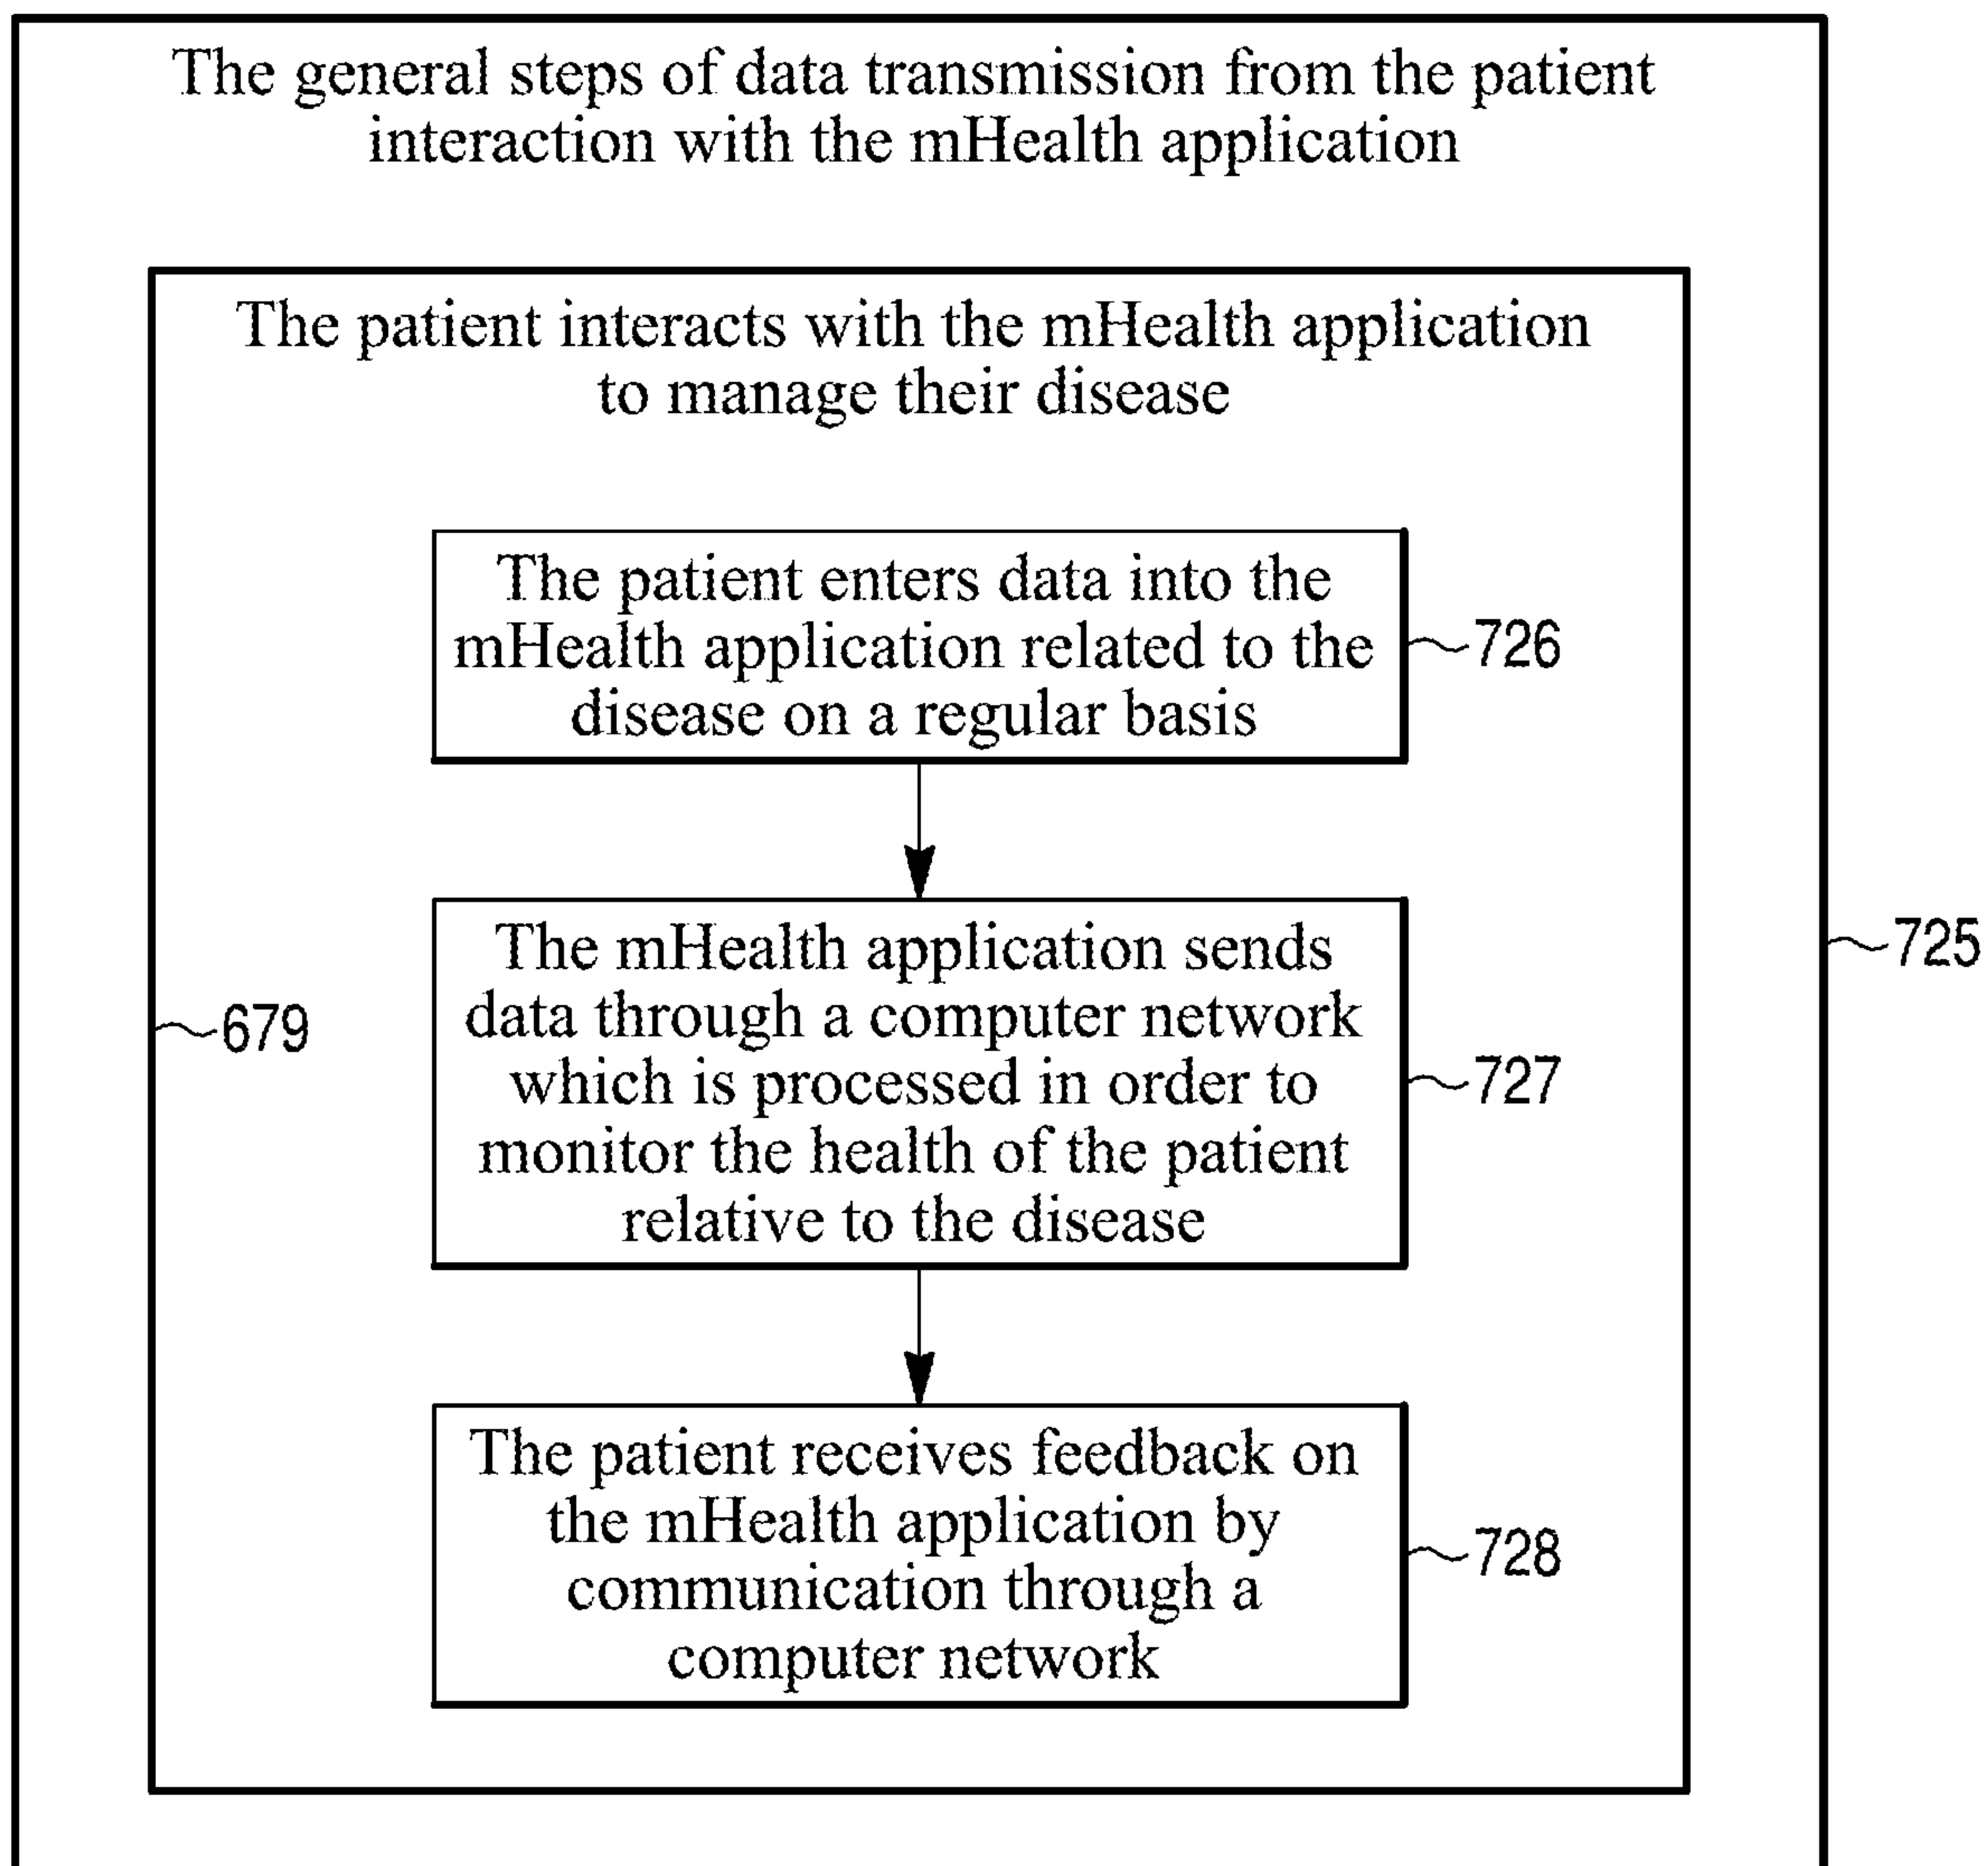 The general steps of data transmission from the patient
interaction with the mHealth application
The patient interacts with the mHealth application
to manage their disease
The patient enters data into the
mHealth application related to the
disease on a regular basis
726
The mHealth application sends
data through a computer network
which is processed in order to
monitor the health of the patient
relative to the disease
727
725
679
The patient receives feedback on
the mHealth application by
communication through a
computer network
728